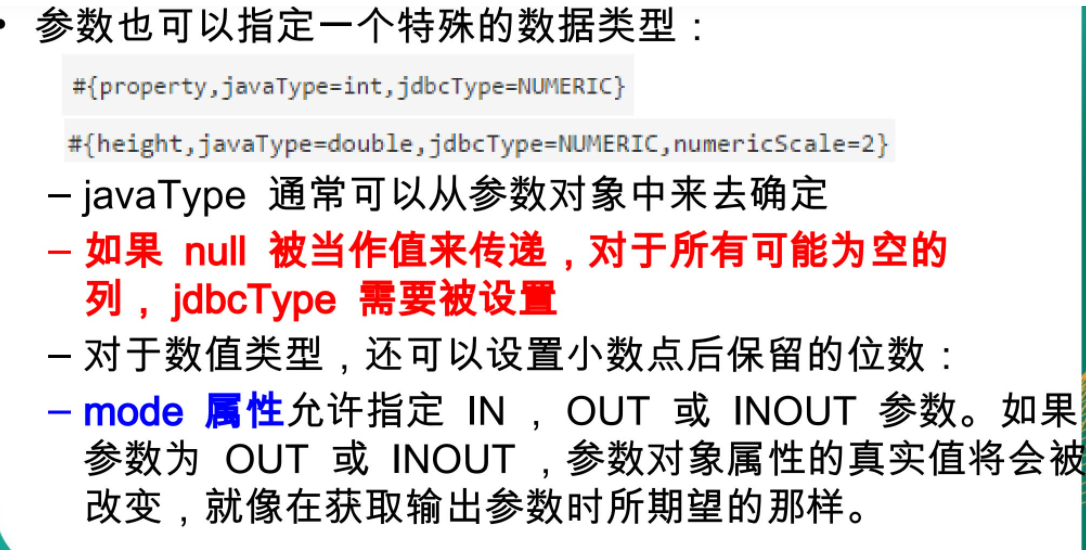 • 参数也可以指定一个特殊的数据类型：
#{property,javaType=int,jdbcType=NUMERIC}
#{height,javaType=double,jdbcType=NUMERIC,numericScale=2}
– javaType 通常可以从参数对象中来去确定
– 如果 null 被当作值来传递，对于所有可能为空的
列， jdbcType 需要被设置
– 对于数值类型，还可以设置小数点后保留的位数：
– mode 属性允许指定 IN ， OUT 或 INOUT 参数。如果
参数为 OUT 或 INOUT ，参数对象属性的真实值将会被
改变，就像在获取输出参数时所期望的那样。